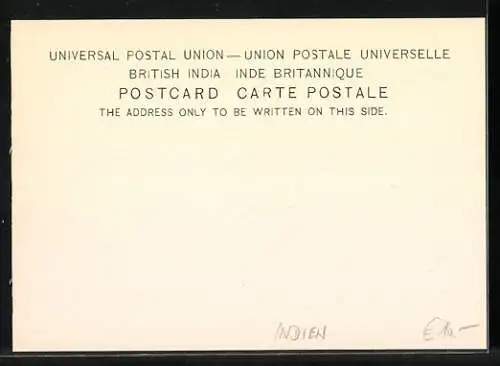 UNIVERSAL POSTAL UNION — UNION POSTALE UNIVERSELLE
BRITISH INDIA INDE BRITANNIQUE
POSTCARD CARTE POSTALE
THE ADDRESS ONLY TO BE WRITTEN ON THIS SIDE.
INDIEN